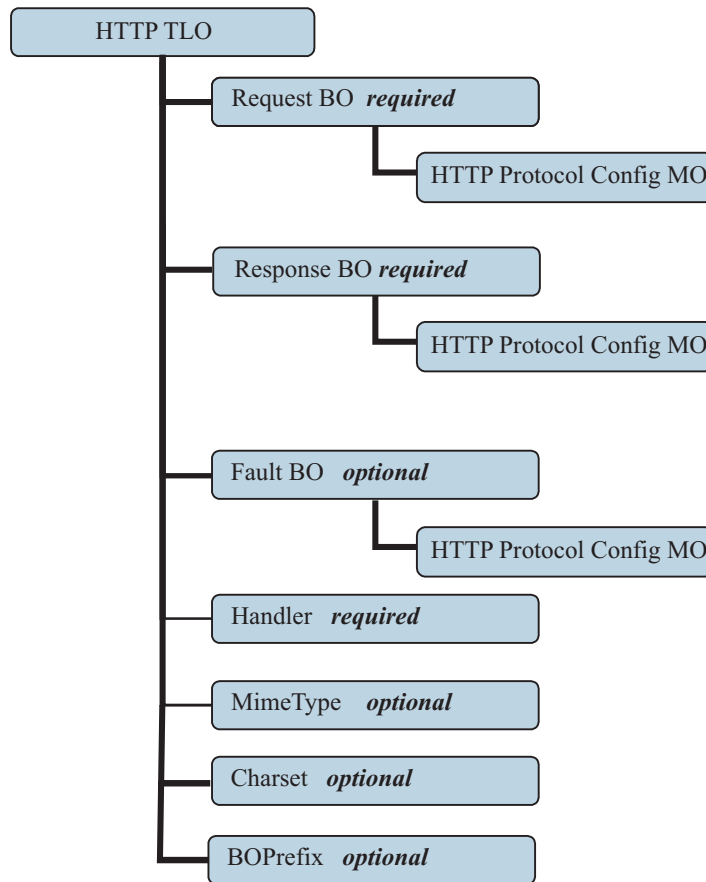 HTTP TLO
Request BO required
HTTP Protocol Config MO
Response BO required
HTTP Protocol Config MO
Fault BO optional
HTTP Protocol Config MO
Handler required
MimeType optional
Charset optional
BOPrefix optional